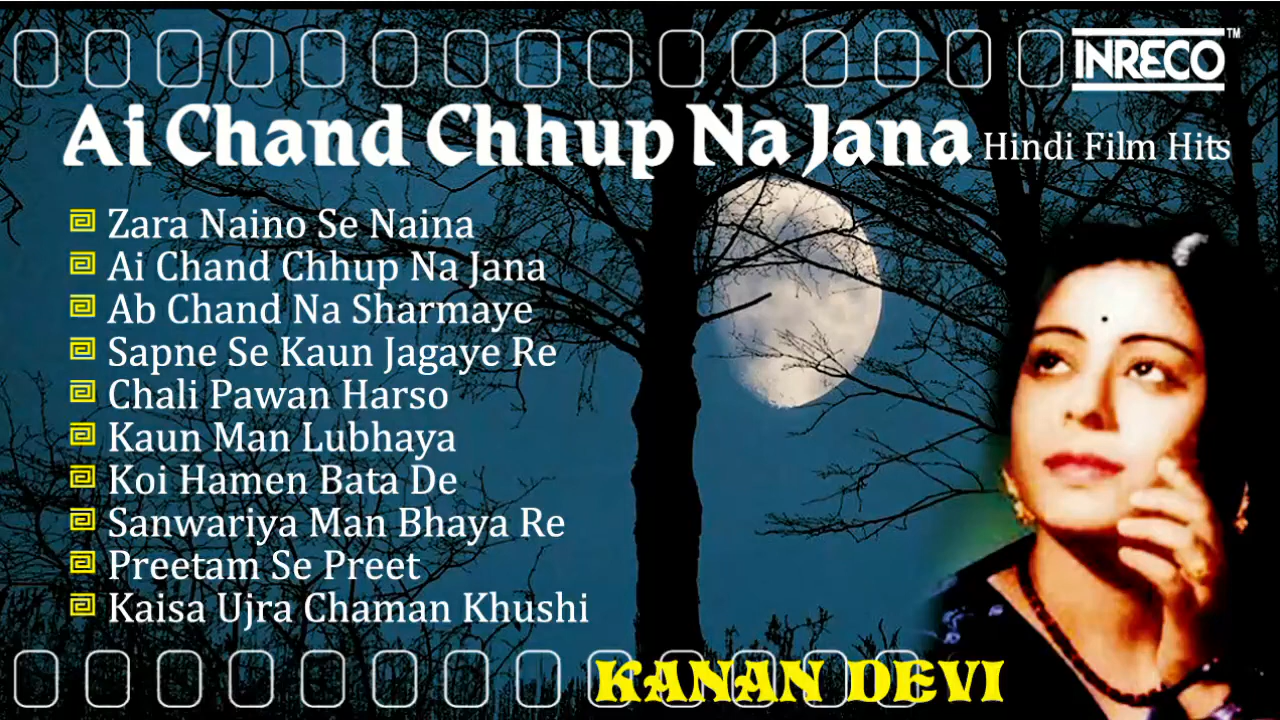 INRECO™
Ai Chand Chhup Na Jana Hindi Film Hits
Zara Naino Se Naina
Ai Chand Chhup Na Jana
Ab Chand Na Sharmaye
Sapne Se Kaun Jagaye Re
Chali Pawan Harso
Kaun Man Lubhaya
Koi Hamen Bata De
Sanwariya Man Bhaya Re
Preetam Se Preet
Kaisa Ujra Chaman Khushi
KANAN DEVI